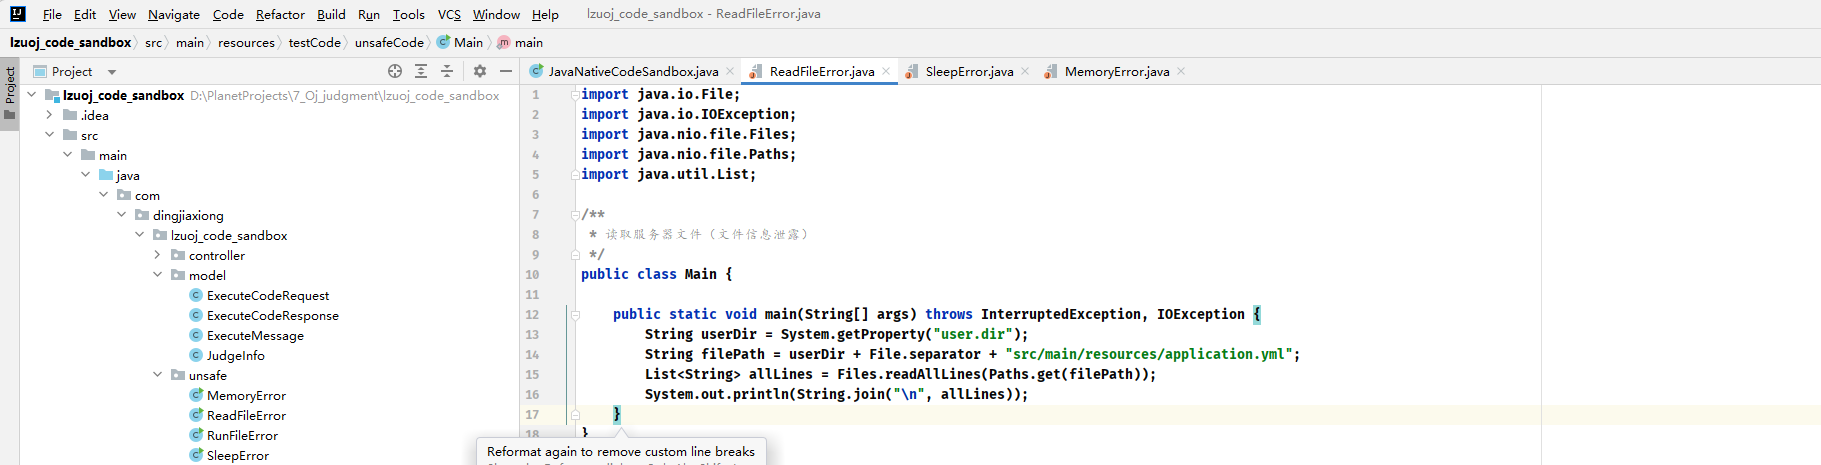 File Edit View Navigate Code Refactor Build Run Tools VCS Window Help lzuoj_code_sandbox - ReadFileError.java
lzuoj_code_sandbox src main resources testCode unsafeCode Main main
Project
Project
JavaNativeCodeSandbox.java ReadFileError.java SleepError.java MemoryError.java
lzuoj_code_sandbox D:\PlanetProjects\7_Oj_judgment\lzuoj_code_sandbox
.idea
src
main
java
com
dingjiaxiong
lzuoj_code_sandbox
controller
model
ExecuteCodeRequest
ExecuteCodeResponse
ExecuteMessage
JudgeInfo
unsafe
MemoryError
ReadFileError
RunFileError
SleepError
1 import java.io.File;
2 import java.io.IOException;
3 import java.nio.file.Files;
4 import java.nio.file.Paths;
5 import java.util.List;
6
7 /**
8 * 读取服务器文件（文件信息泄露）
9 */
10 public class Main {
11
12 public static void main(String[] args) throws InterruptedException, IOException {
13 String userDir = System.getProperty("user.dir");
14 String filePath = userDir + File.separator + "src/main/resources/application.yml";
15 List<String> allLines = Files.readAllLines(Paths.get(filePath));
16 System.out.println(String.join("\n", allLines));
17 }
18 }
Reformat again to remove custom line breaks